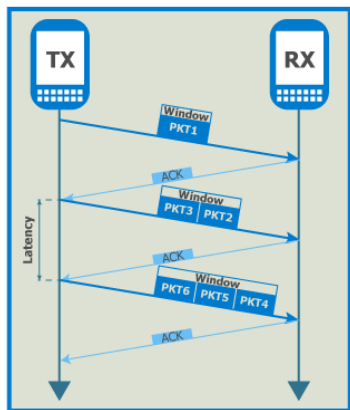 TX
RX
Window
PKT1
ACK
Window
PKT3 PKT2
Latency
ACK
Window
PKT6 PKT5 PKT4
ACK